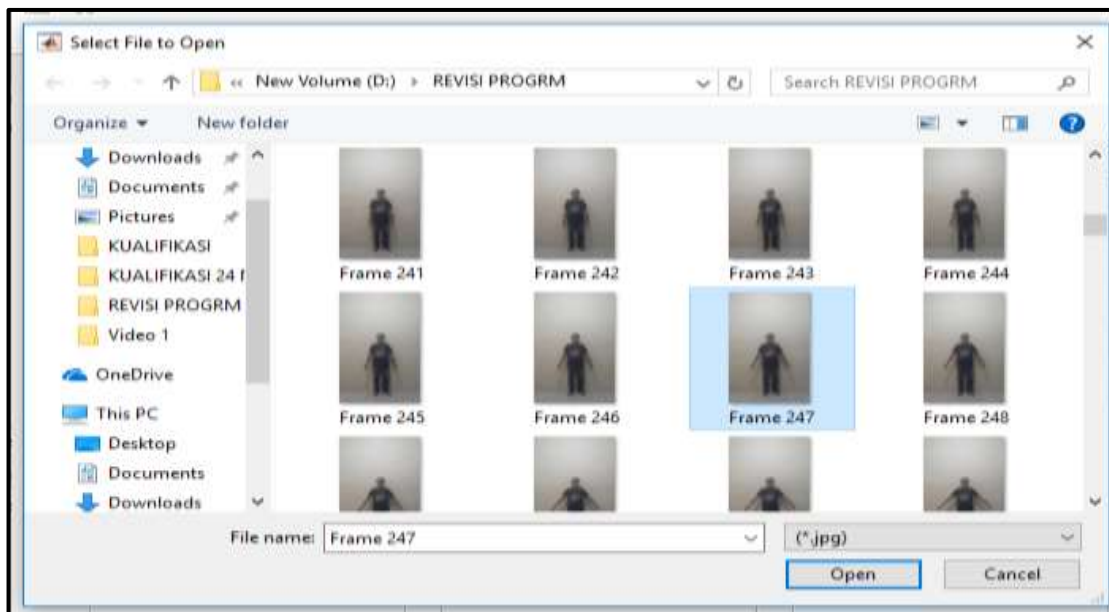 Select File to Open
« New Volume (D:) › REVISI PROGRM
Search REVISI PROGRM
Organize
New folder
Downloads
Documents
Pictures
KUALIFIKASI
KUALIFIKASI 24
REVISI PROGRM
Video 1
OneDrive
This PC
Desktop
Documents
Downloads
Frame 241
Frame 242
Frame 243
Frame 244
Frame 245
Frame 246
Frame 247
Frame 248
File name: Frame 247
(*.jpg)
Open
Cancel